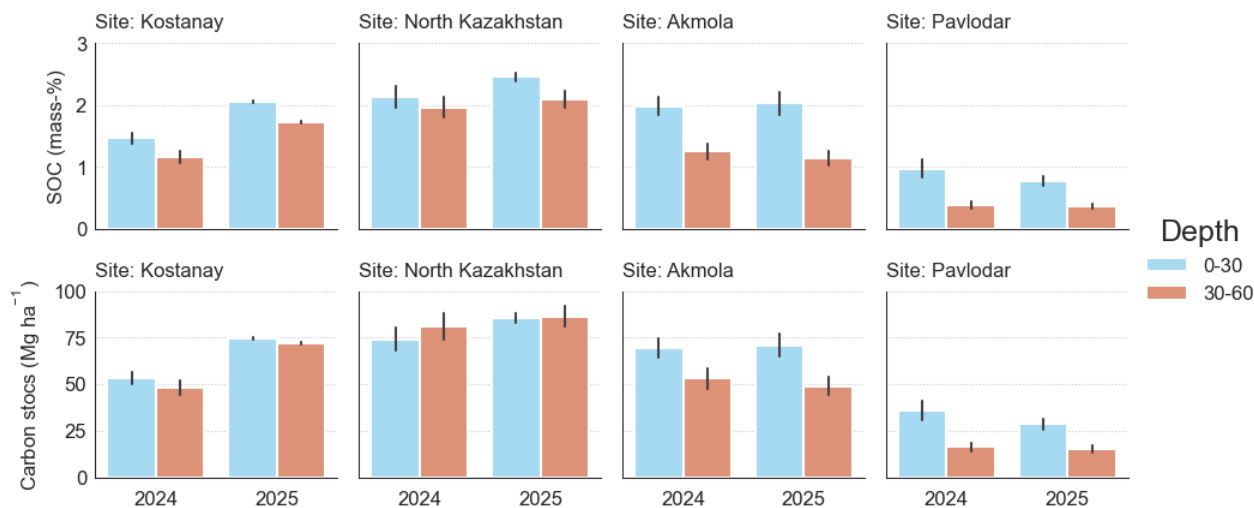 Site: Kostanay
Site: North Kazakhstan
Site: Akmola
Site: Pavlodar
SOC (mass-%)
3
2
1
0
Site: Kostanay
Site: North Kazakhstan
Site: Akmola
Site: Pavlodar
Carbon stocs (Mg ha⁻¹)
100
75
50
25
0
2024 2025
2024 2025
2024 2025
2024 2025
Depth
0-30
30-60